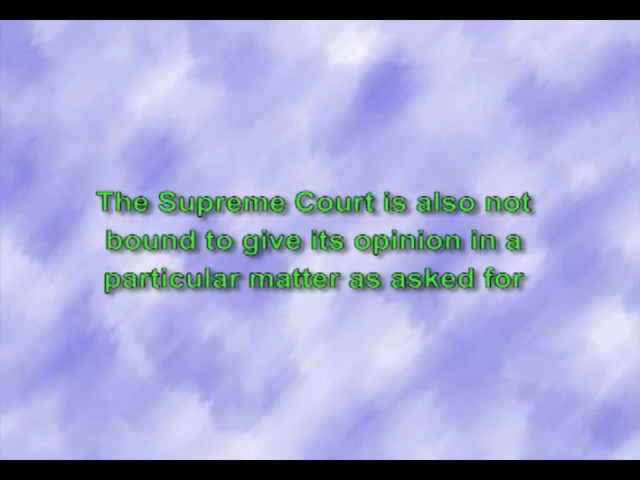 The Supreme Court is also not
bound to give its opinion in a
particular matter as asked for